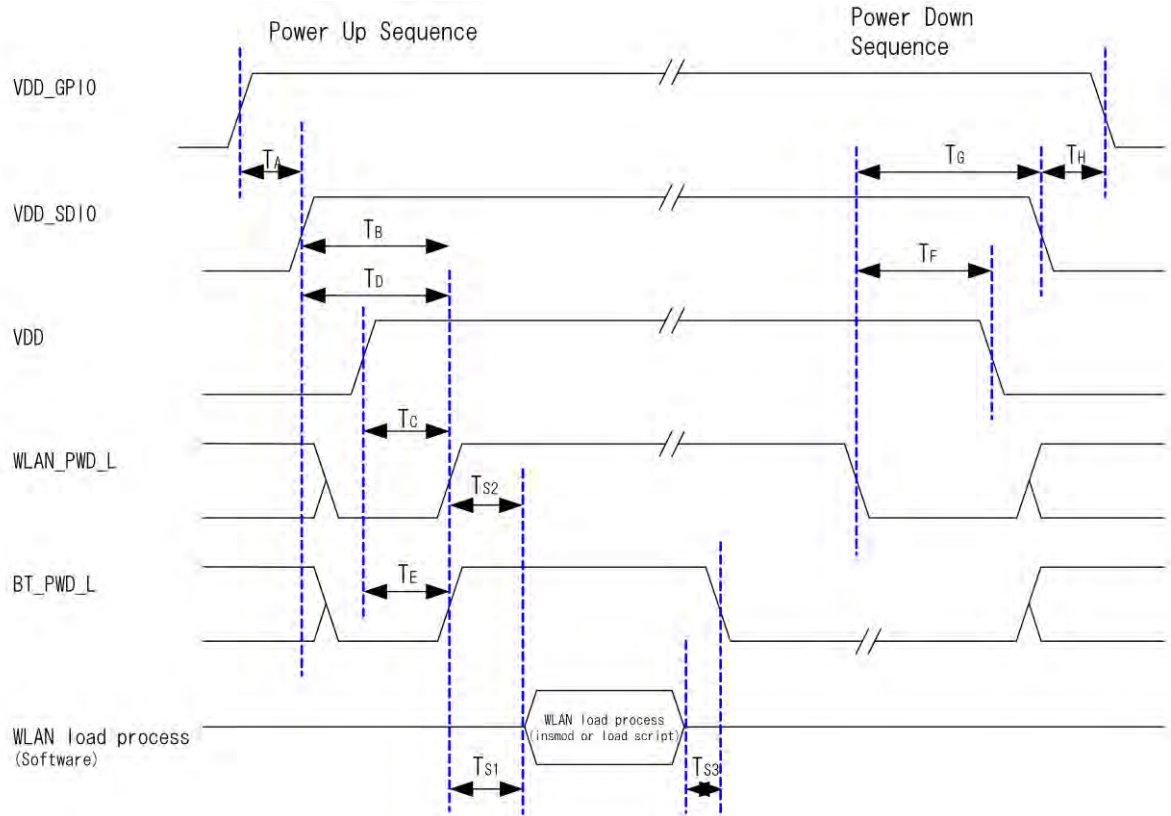 Power Up Sequence
Power Down
Sequence
VDD_GPIO
TA
TG
TH
VDD_SDIO
TB
TF
TD
VDD
TC
WLAN_PWD_L
TS2
BT_PWD_L
TE
WLAN load process
(insmod or load script)
WLAN load process
(Software)
TS1
TS3